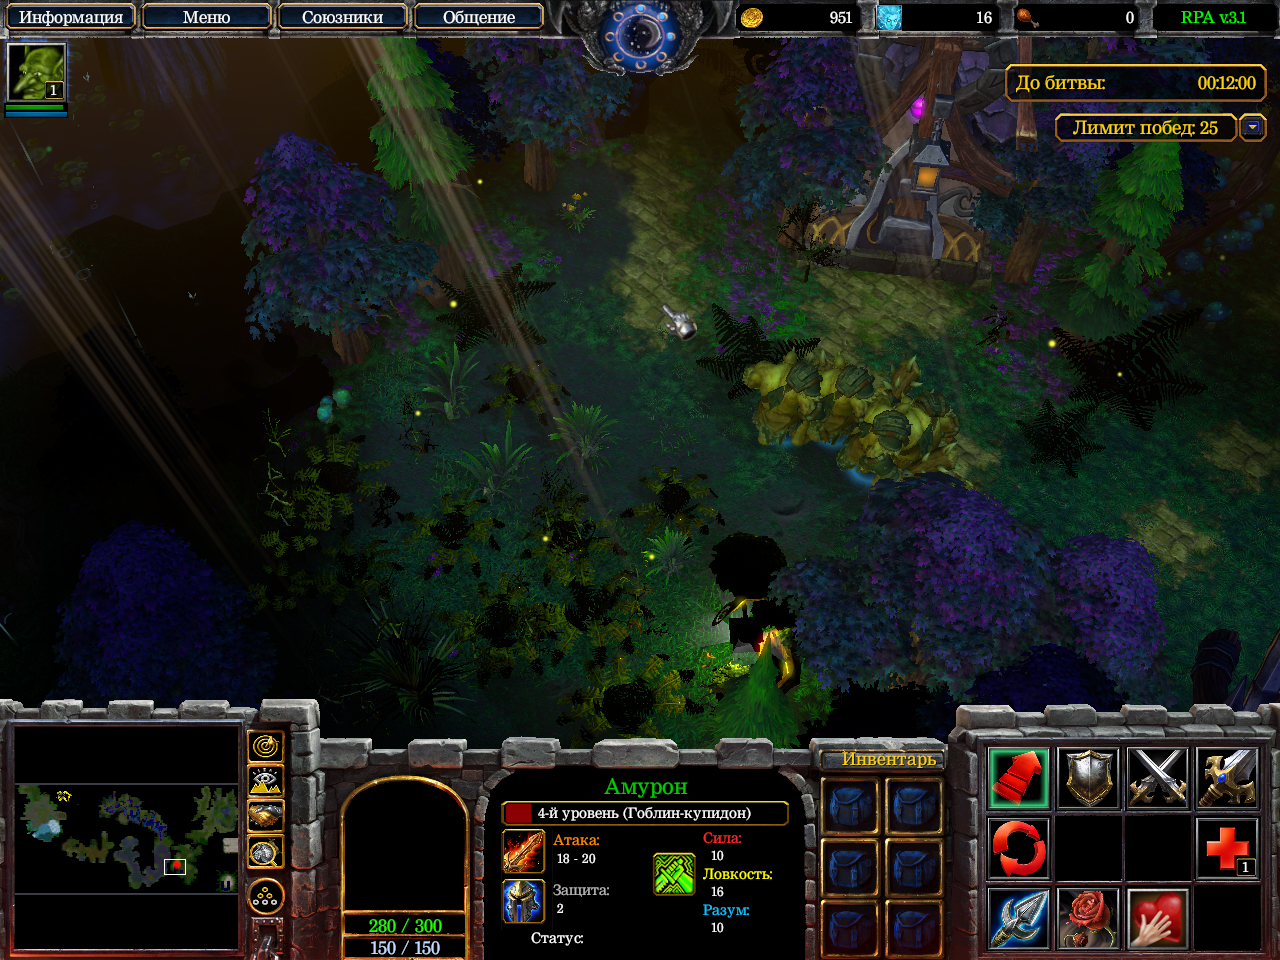 Информация Меню Союзники Общение 951 16 0 RPA v.3.1
1
До битвы: 00:12:00
Лимит побед: 25
Амурон
4-й уровень (Гоблин-купидон)
Атака:
18 - 20
Защита:
2
Статус:
Сила:
10
Ловкость:
16
Разум:
10
280 / 300
150 / 150
Инвентарь
1